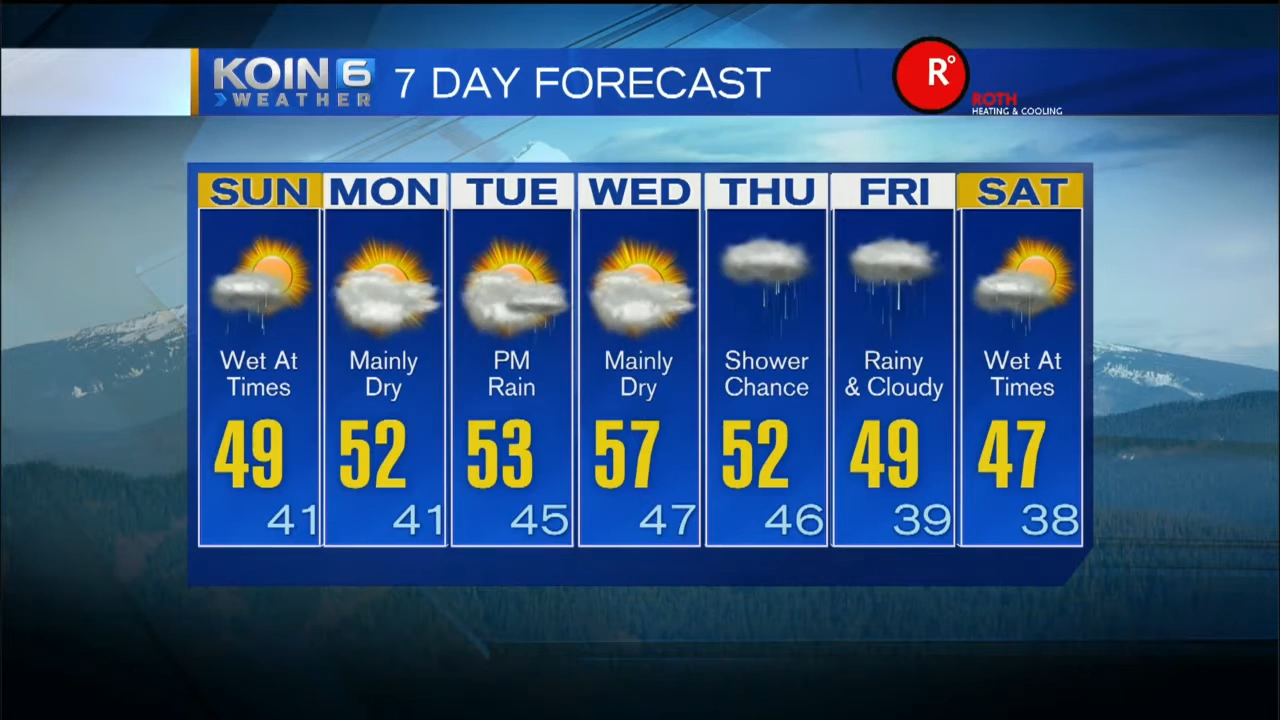 KOIN 6
WEATHER
7 DAY FORECAST
R°
ROTH
HEATING & COOLING
SUN MON TUE WED THU FRI SAT
Wet At Mainly PM Mainly Shower Rainy Wet At
Times Dry Rain Dry Chance & Cloudy Times
49 52 53 57 52 49 47
41 41 45 47 46 39 38